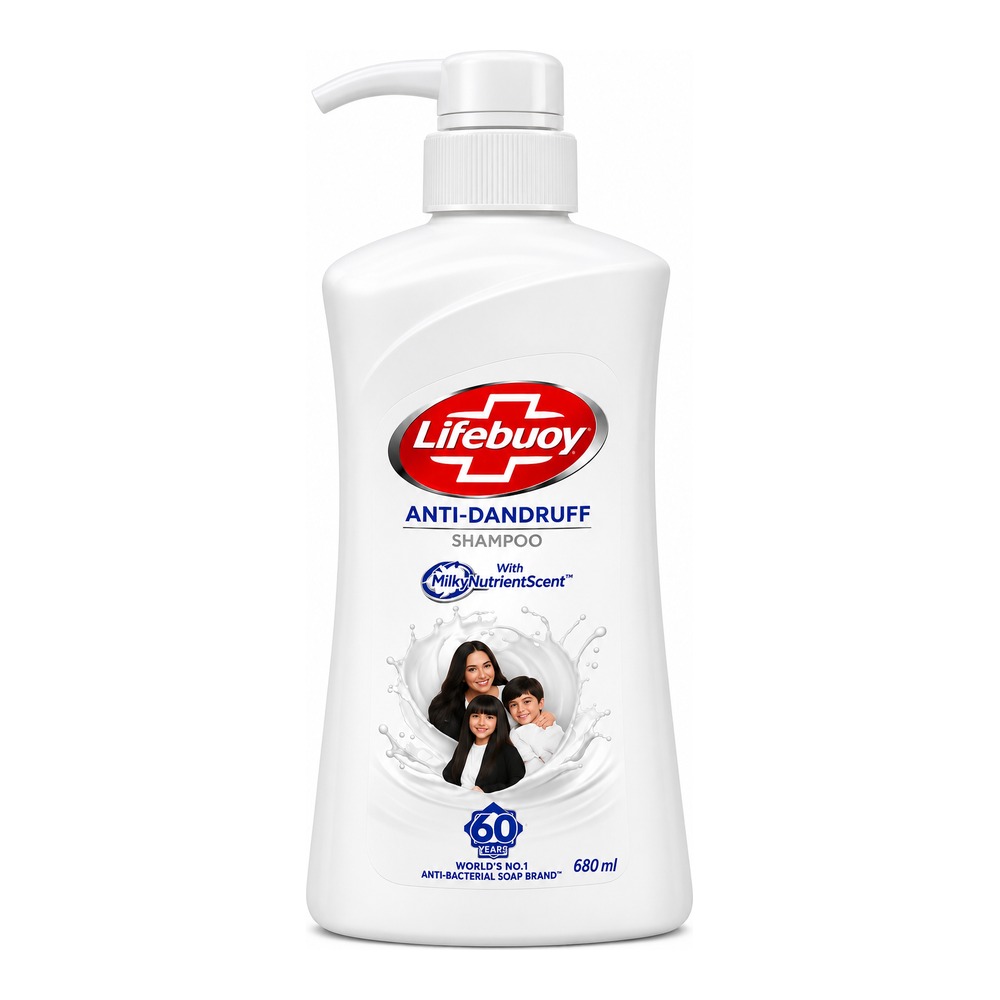 Lifebuoy
ANTI-DANDRUFF
SHAMPOO
With
MilkyNutrientScent™
60
YEARS
WORLD'S NO.1
ANTI-BACTERIAL SOAP BRAND™
680 ml